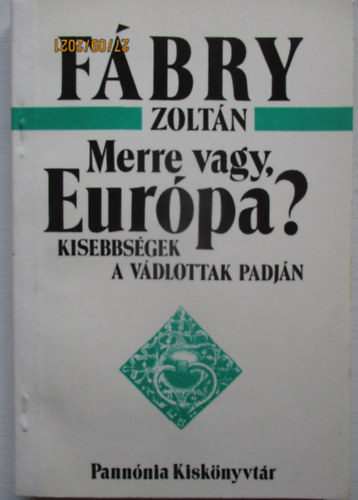 27/09/2021
FÁBRY
ZOLTÁN
Merre vagy,
Európa?
KISEBBSÉGEK
A VÁDLOTTAK PADJÁN
Pannónia Kiskönyvtár